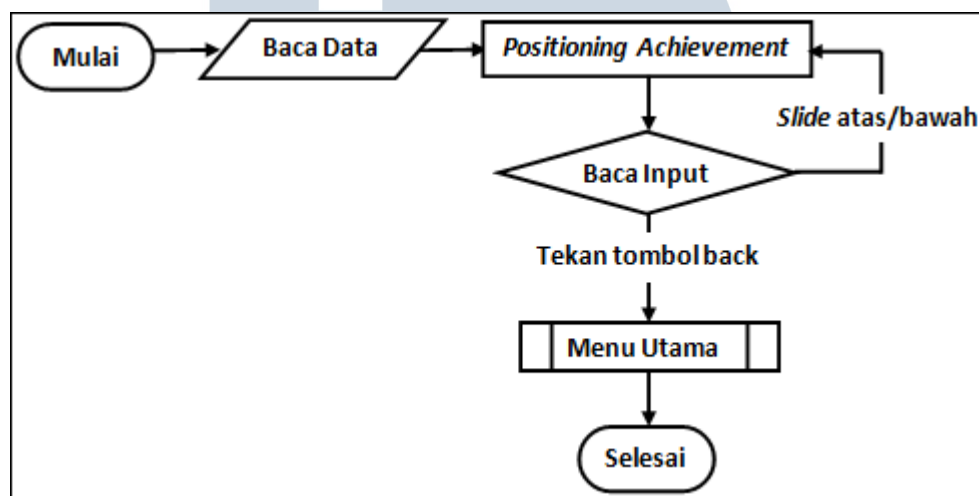 Mulai
Baca Data
Positioning Achievement
Slide atas/bawah
Baca Input
Tekan tombol back
Menu Utama
Selesai